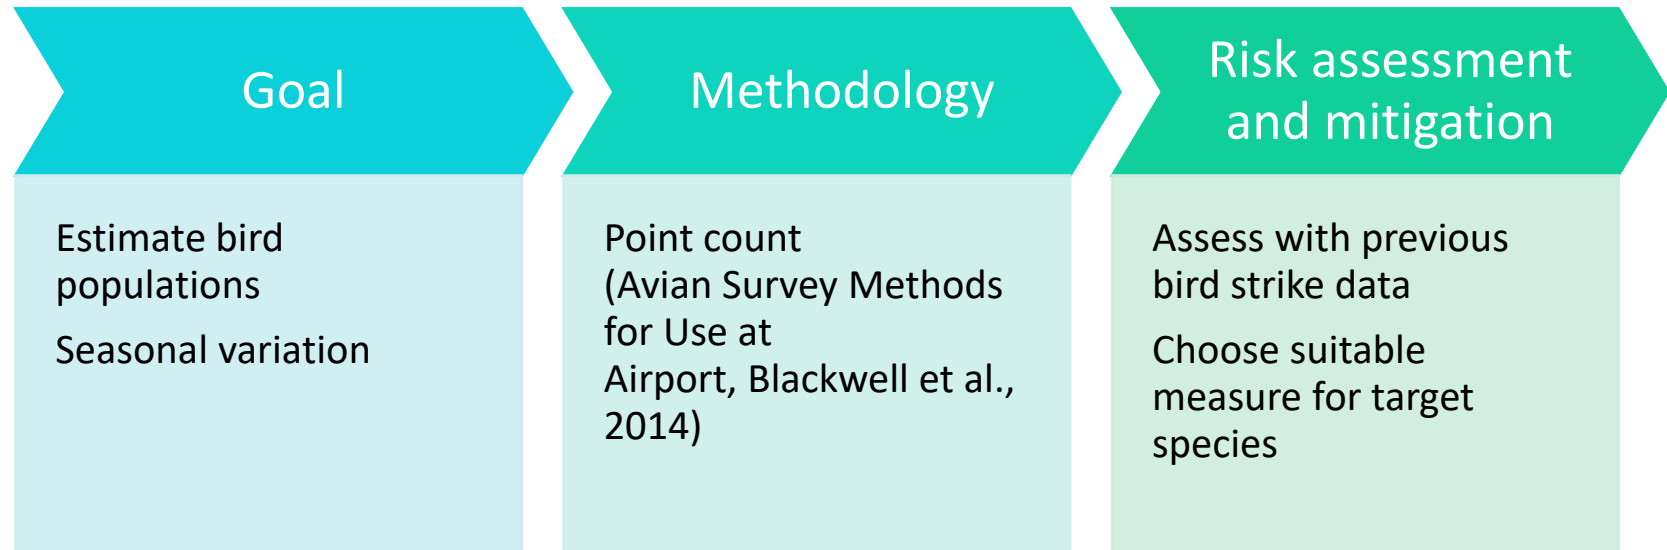 Goal
Estimate bird
populations
Seasonal variation
Methodology
Point count
(Avian Survey Methods
for Use at
Airport, Blackwell et al.,
2014)
Risk assessment
and mitigation
Assess with previous
bird strike data
Choose suitable
measure for target
species